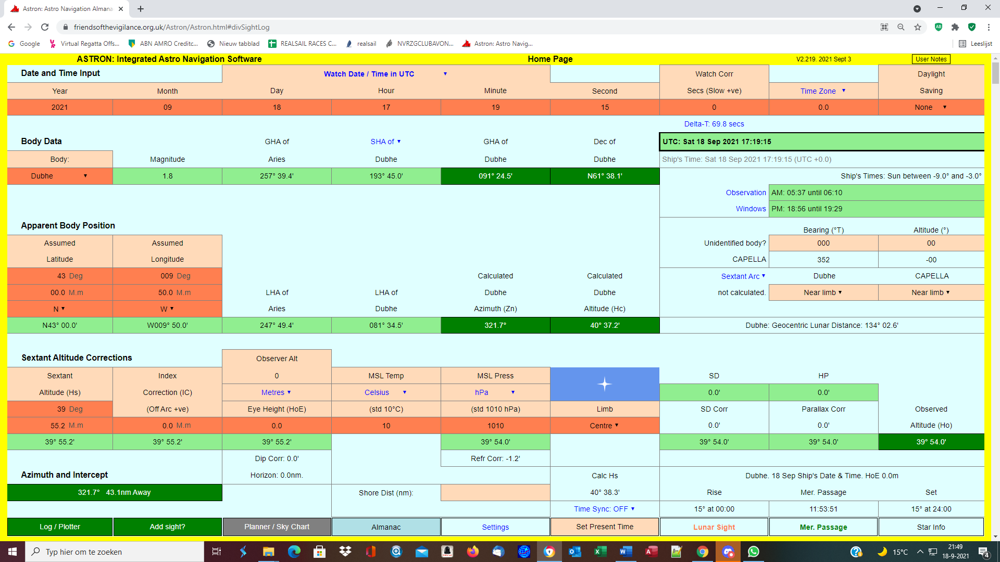 Astron: Astro Navigation Almana
friendsofthevigilance.org.uk/Astron/Astron.html#divSightLog
Google Virtual Regatta Offs... ABN AMRO Creditc... Nieuw tabblad REALSAIL RACES C... realsail NVRZGCLUBAVON... Astron: Astro Navig... Leeslijst
ASTRON: Integrated Astro Navigation Software Home Page V2.219. 2021 Sept 3 User Notes
Date and Time Input Watch Date / Time in UTC Watch Corr Daylight
Year Month Day Hour Minute Second Secs (Slow +ve) Time Zone Saving
2021 09 18 17 19 15 0 0.0 None
Delta-T: 69.8 secs
Body Data GHA of SHA of GHA of Dec of UTC: Sat 18 Sep 2021 17:19:15
Body: Magnitude Aries Dubhe Dubhe Dubhe Ship's Time: Sat 18 Sep 2021 17:19:15 (UTC +0.0)
Dubhe 1.8 257° 39.4' 193° 45.0' 091° 24.5' N61° 38.1' Ship's Times: Sun between -9.0° and -3.0°
Observation AM: 05:37 until 06:10
Windows PM: 18:56 until 19:29
Apparent Body Position Bearing (°T) Altitude (°)
Assumed Assumed Unidentified body? 000 00
Latitude Longitude CAPELLA 352 -00
43 Deg 009 Deg Calculated Calculated Sextant Arc Dubhe CAPELLA
00.0 M.m 50.0 M.m LHA of LHA of Dubhe Dubhe not calculated. Near limb Near limb
N W Aries Dubhe Azimuth (Zn) Altitude (Hc)
N43° 00.0' W009° 50.0' 247° 49.4' 081° 34.5' 321.7° 40° 37.2' Dubhe: Geocentric Lunar Distance: 134° 02.6'
Sextant Altitude Corrections Observer Alt
Sextant Index 0 MSL Temp MSL Press SD HP
Altitude (Hs) Correction (IC) Metres Celsius hPa 0.0' 0.0'
39 Deg (Off Arc +ve) Eye Height (HoE) (std 10°C) (std 1010 hPa) Limb SD Corr Parallax Corr Observed
55.2 M.m 0.0 M.m 0.0 10 1010 Centre 0.0' 0.0' Altitude (Ho)
39° 55.2' 39° 55.2' 39° 55.2' 39° 54.0' 39° 54.0' 39° 54.0' 39° 54.0'
Dip Corr: 0.0' Refr Corr: -1.2'
Azimuth and Intercept Horizon: 0.0nm. Calc Hs Dubhe. 18 Sep Ship's Date & Time. HoE 0.0m
321.7° 43.1nm Away Shore Dist (nm): 40° 38.3' Rise Mer. Passage Set
Time Sync: OFF 15° at 00:00 11:53:51 15° at 24:00
Log / Plotter Add sight? Planner / Sky Chart Almanac Settings Set Present Time Lunar Sight Mer. Passage Star Info
Typ hier om te zoeken 15°C 21:49
18-9-2021 4